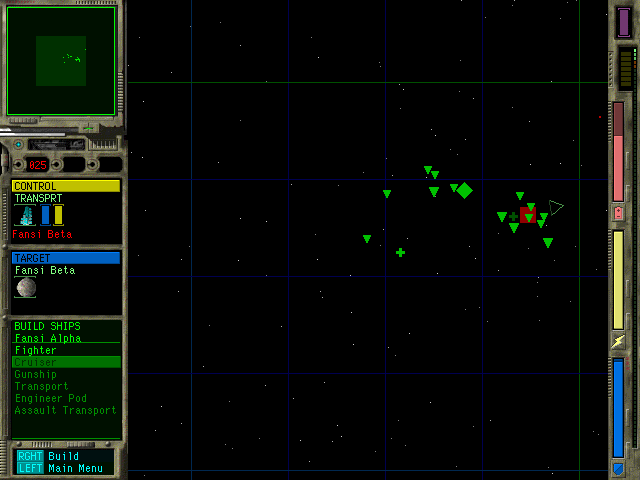 025
CONTROL
TRANSPRT
Fansi Beta
TARGET
Fansi Beta
BUILD SHIPS
Fansi Alpha
Fighter
Cruiser
Gunship
Transport
Engineer Pod
Assault Transport
RGHT Build
LEFT Main Menu